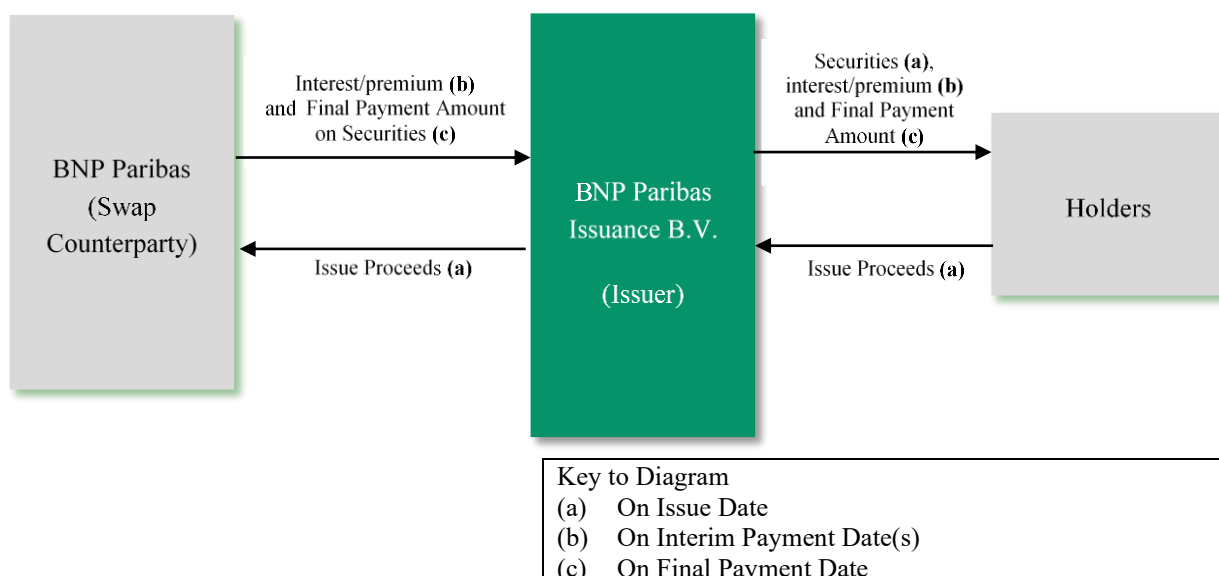 BNP Paribas
(Swap
Counterparty)
Interest/premium (b)
and Final Payment Amount
on Securities (c)
Issue Proceeds (a)
BNP Paribas
Issuance B.V.
(Issuer)
Securities (a),
interest/premium (b)
and Final Payment
Amount (c)
Issue Proceeds (a)
Holders
Key to Diagram
(a) On Issue Date
(b) On Interim Payment Date(s)
(c) On Final Payment Date